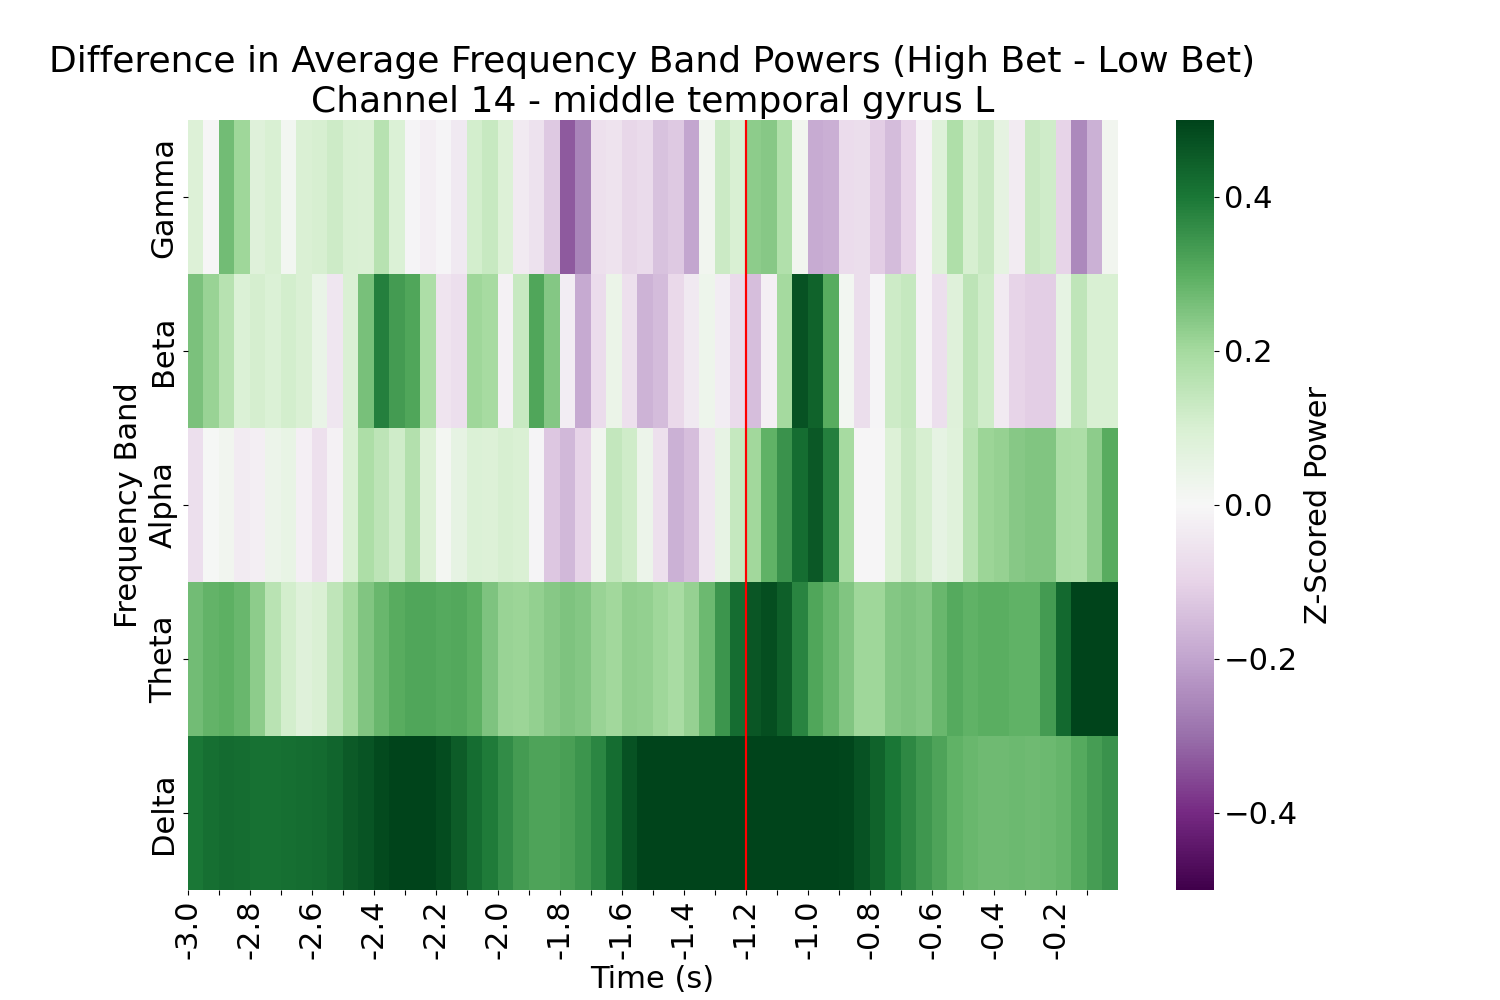 Difference in Average Frequency Band Powers (High Bet - Low Bet)
Channel 14 - middle temporal gyrus L
Frequency Band
Gamma
Beta
Alpha
Theta
Delta
-3.0
-2.8
-2.6
-2.4
-2.2
-2.0
-1.8
-1.6
-1.4
-1.2
-1.0
-0.8
-0.6
-0.4
-0.2
Time (s)
0.4
0.2
0.0
−0.2
−0.4
Z-Scored Power